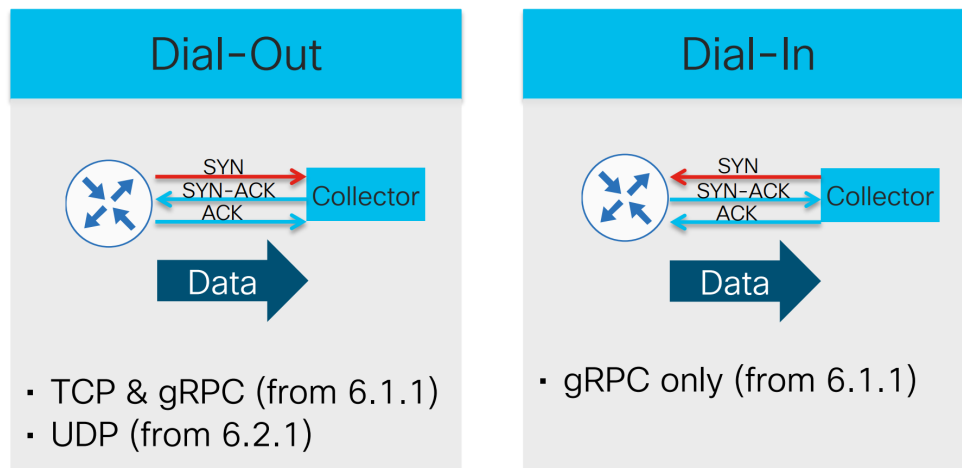 Dial-Out
SYN
SYN-ACK
ACK
Collector
Data
▪ TCP & gRPC (from 6.1.1)
▪ UDP (from 6.2.1)
Dial-In
SYN
SYN-ACK
ACK
Collector
Data
▪ gRPC only (from 6.1.1)